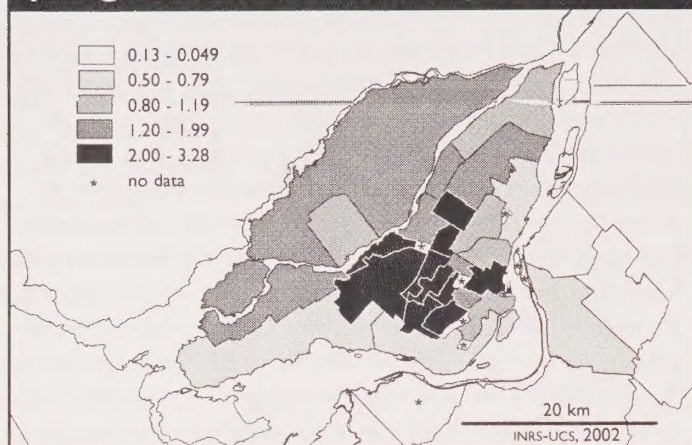 0.13 - 0.049
0.50 - 0.79
0.80 - 1.19
1.20 - 1.99
2.00 - 3.28
* no data
20 km
INRS-UCS, 2002